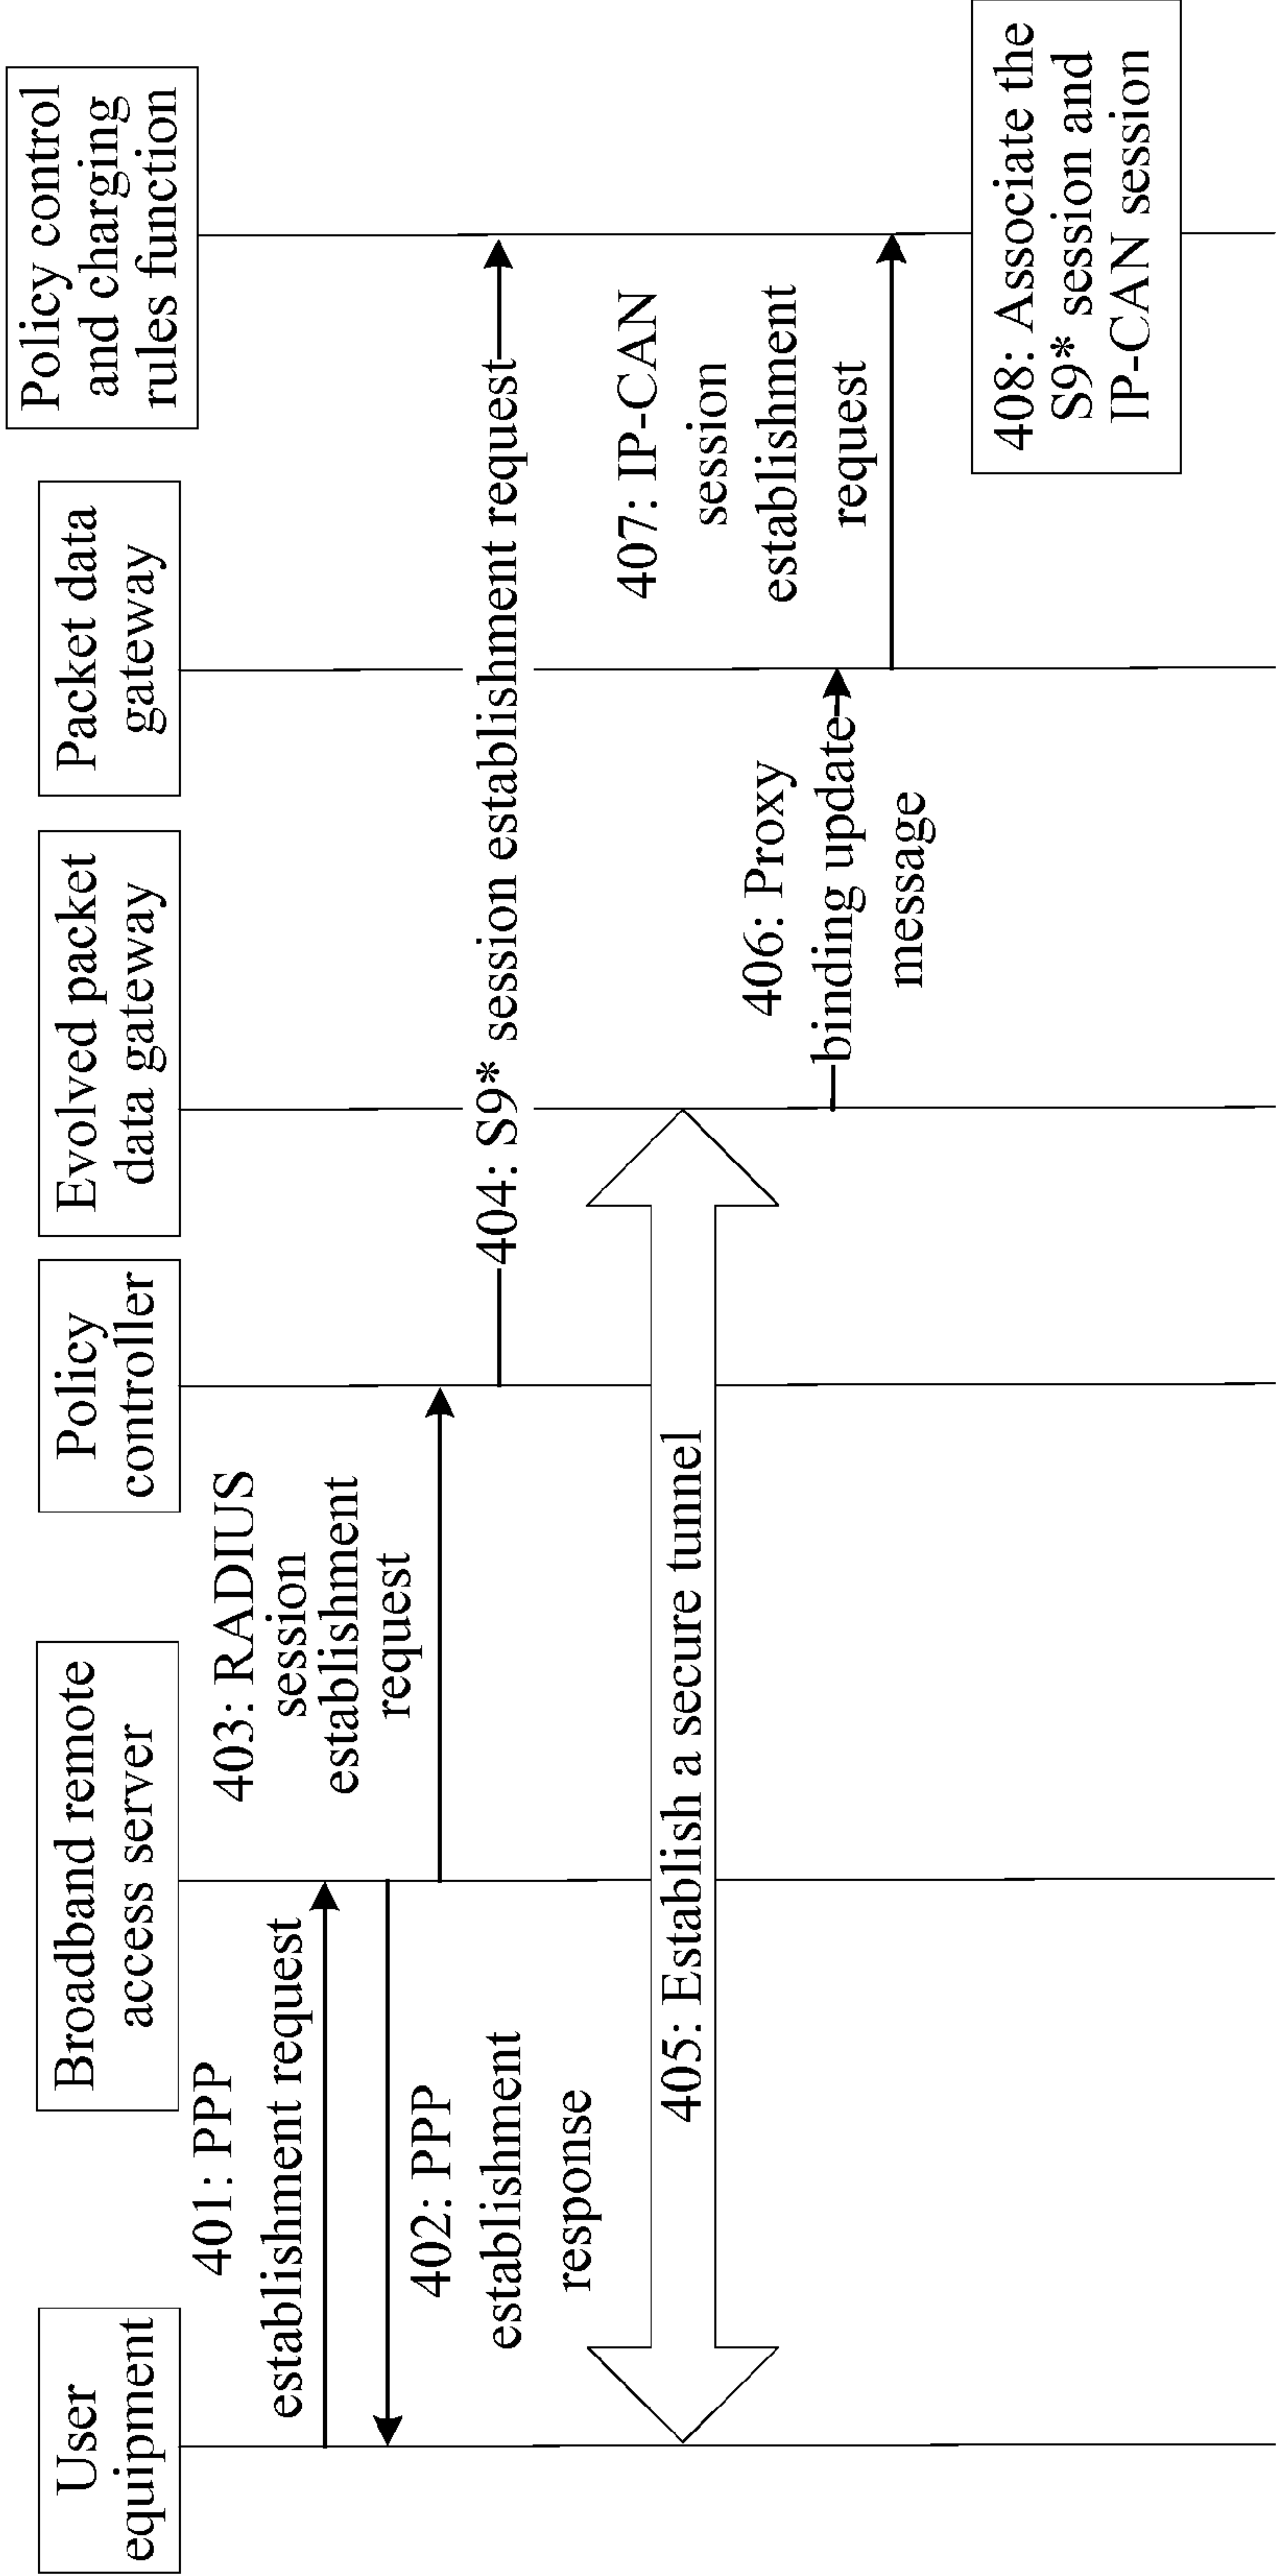 User
equipment
Broadband remote
access server
Policy
controller
Evolved packet
data gateway
Packet data
gateway
Policy control
and charging
rules function
401: PPP
establishment request
402: PPP
establishment
response
403: RADIUS
session
establishment
request
404: S9* session establishment request
405: Establish a secure tunnel
406: Proxy
binding update
message
407: IP-CAN
session
establishment
request
408: Associate the
S9* session and
IP-CAN session